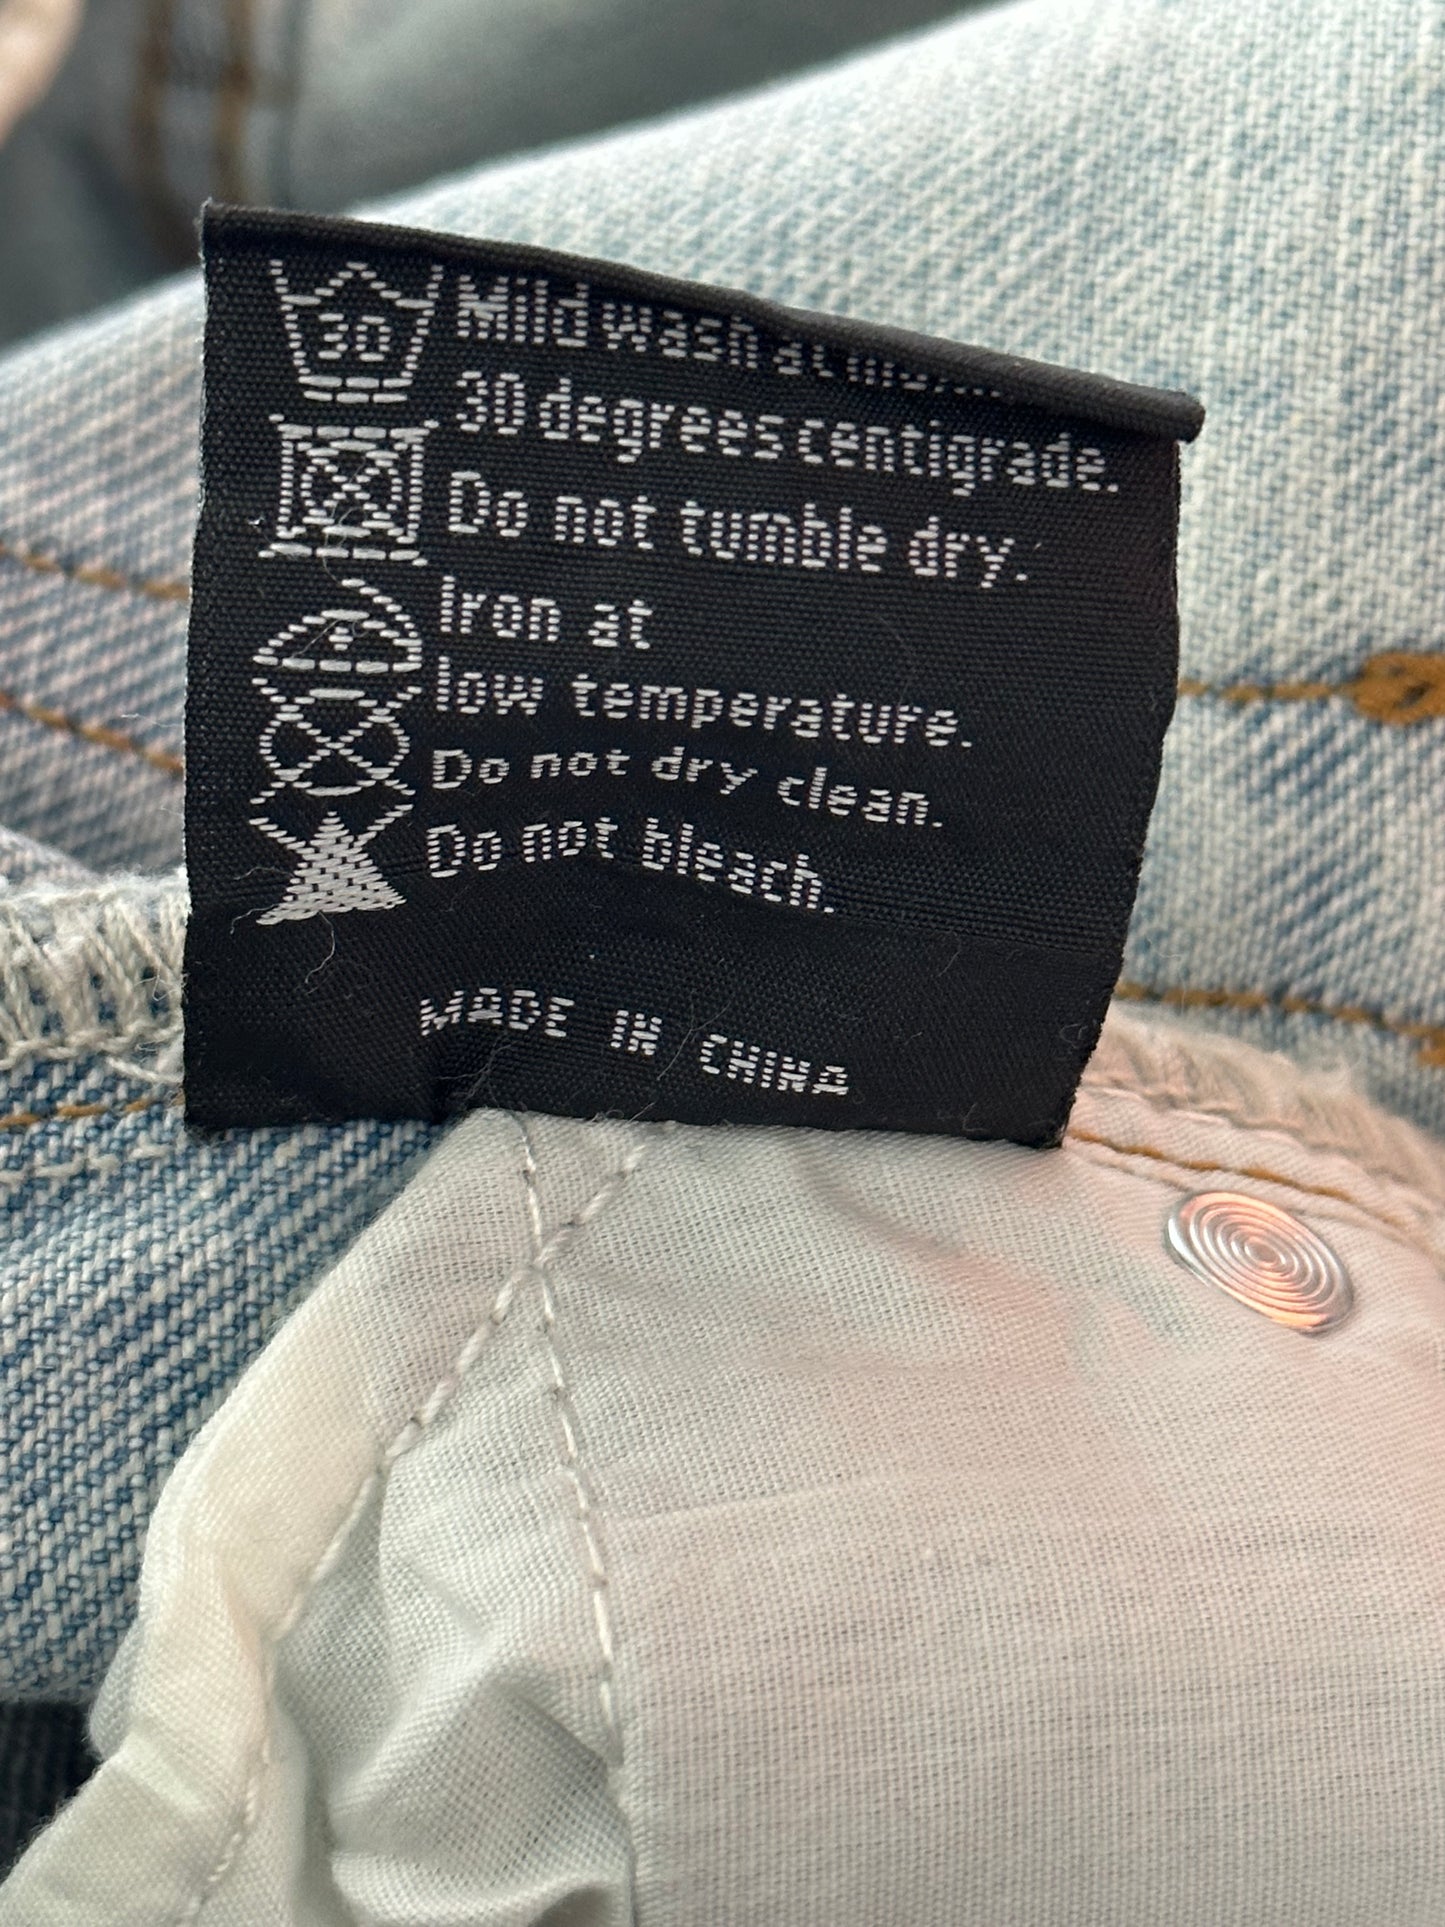 30
Mild wash at
30 degrees centigrade.
Do not tumble dry.
Iron at
low temperature.
Do not dry clean.
Do not bleach.
MADE IN CHINA